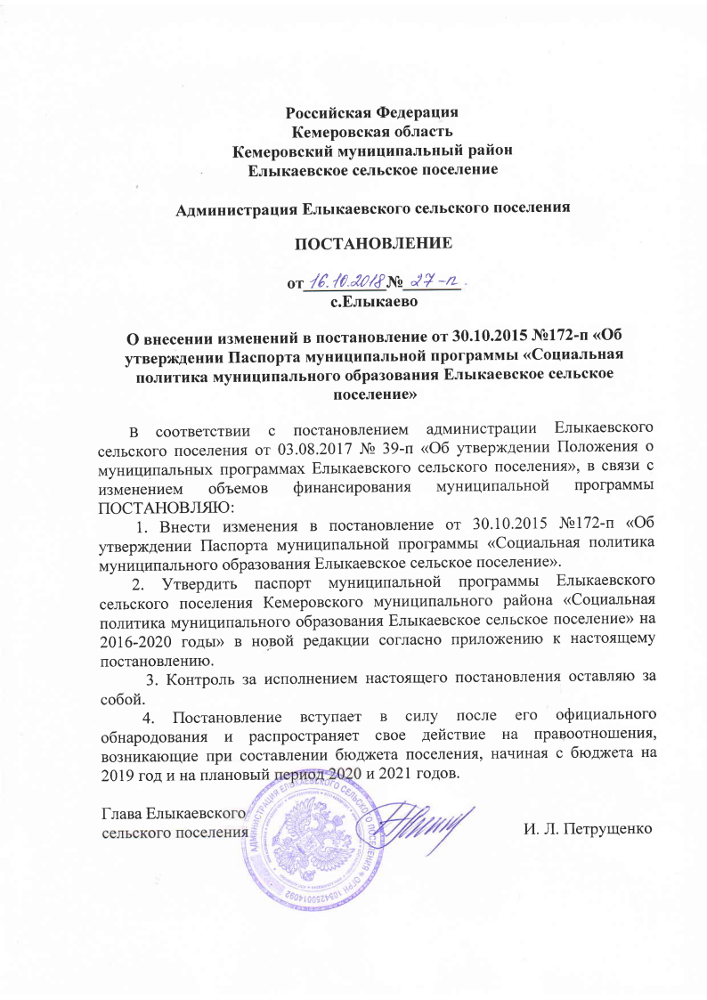 Российская Федерация
Кемеровская область
Кемеровский муниципальный район
Елыкаевское сельское поселение
Администрация Елыкаевского сельского поселения
ПОСТАНОВЛЕНИЕ
от 16.10.2018 № 27-п.
с.Елыкаево
О внесении изменений в постановление от 30.10.2015 №172-п «Об
утверждении Паспорта муниципальной программы «Социальная
политика муниципального образования Елыкаевское сельское
поселение»
В соответствии с постановлением администрации Елыкаевского
сельского поселения от 03.08.2017 № 39-п «Об утверждении Положения о
муниципальных программах Елыкаевского сельского поселения», в связи с
изменением объемов финансирования муниципальной программы
ПОСТАНОВЛЯЮ:
1. Внести изменения в постановление от 30.10.2015 №172-п «Об
утверждении Паспорта муниципальной программы «Социальная политика
муниципального образования Елыкаевское сельское поселение».
2. Утвердить паспорт муниципальной программы Елыкаевского
сельского поселения Кемеровского муниципального района «Социальная
политика муниципального образования Елыкаевское сельское поселение» на
2016-2020 годы» в новой редакции согласно приложению к настоящему
постановлению.
3. Контроль за исполнением настоящего постановления оставляю за
собой.
4. Постановление вступает в силу после его официального
обнародования и распространяет свое действие на правоотношения,
возникающие при составлении бюджета поселения, начиная с бюджета на
2019 год и на плановый период 2020 и 2021 годов.
Глава Елыкаевского
сельского поселения И. Л. Петрущенко
АДМИНИСТРАЦИЯ ЕЛЫКАЕВСКОГО СЕЛЬСКОГО ПОСЕЛЕНИЯ * ОГРН 1054250014092